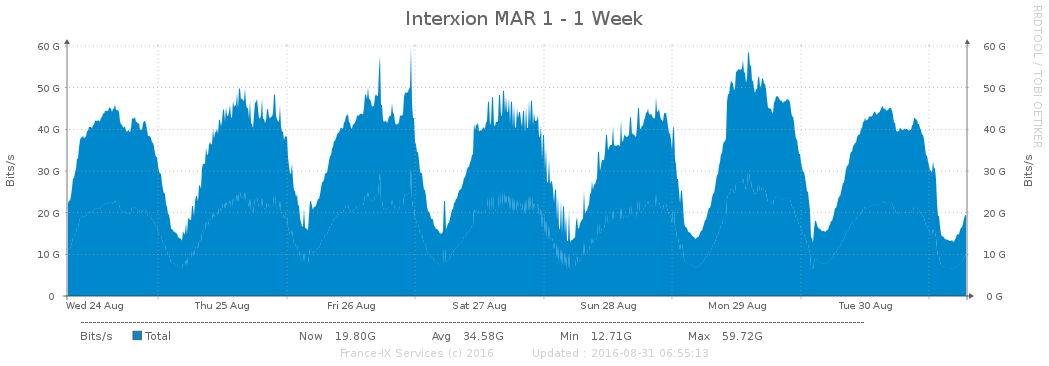 Interxion MAR 1 - 1 Week
RRDTOOL / TOBI OETIKER
Bits/s
60 G 60 G
50 G 50 G
40 G 40 G
30 G 30 G
20 G 20 G
10 G 10 G
0 0 G
Bits/s
Wed 24 Aug Thu 25 Aug Fri 26 Aug Sat 27 Aug Sun 28 Aug Mon 29 Aug Tue 30 Aug
Bits/s Total Now 19.80G Avg 34.58G Min 12.71G Max 59.72G
France-IX Services (c) 2016 Updated : 2016-08-31 06:55:13